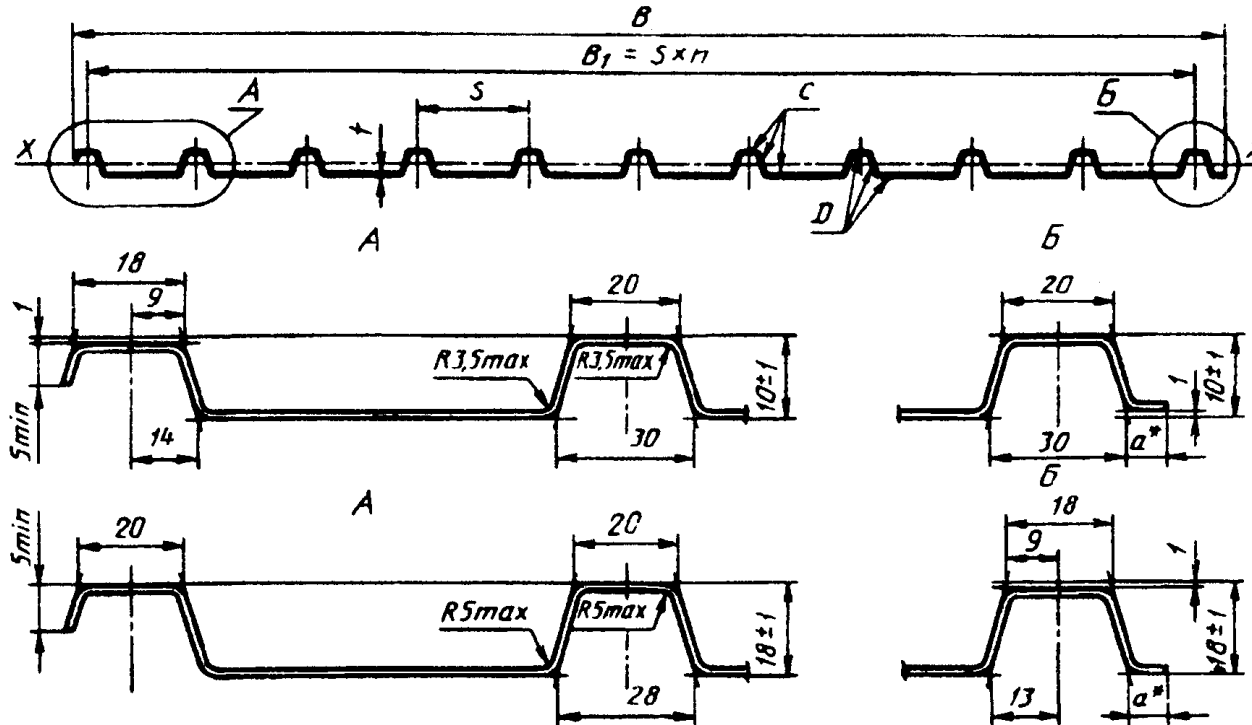 B
B₁ = S×n
A
S
C
Б
t
X
D
A
Б
18
9
1
5min
14
R3,5max
20
R3,5max
10±1
30
20
10±1
1
30
a*
A
Б
5min
20
R5max
20
R5max
18±1
28
18
9
1
18±1
13
a*